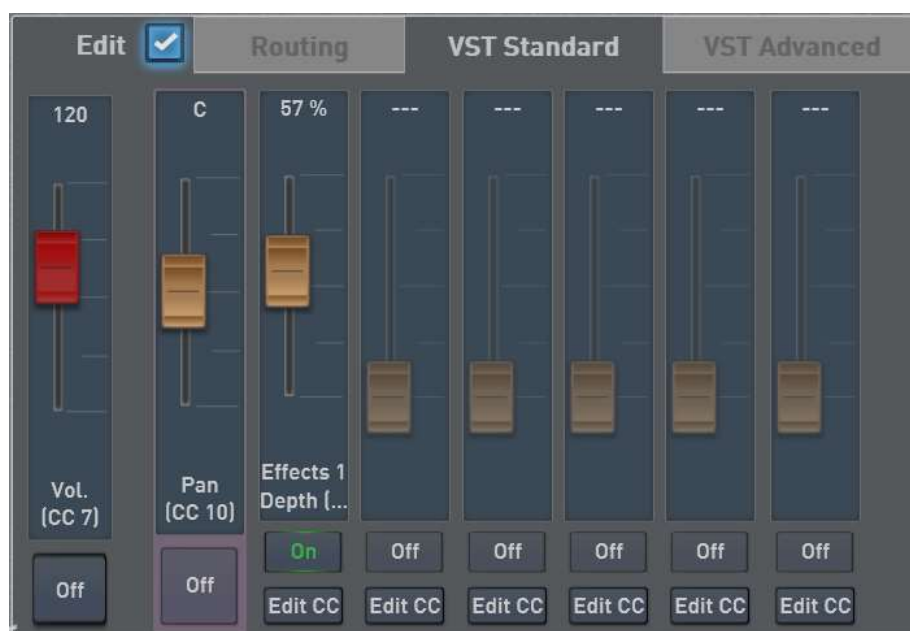 Edit
Routing
VST Standard
VST Advanced
120
C
57 %
---
---
---
---
---
Vol.
(CC 7)
Pan
(CC 10)
Effects 1
Depth (...
Off
Off
On
Off
Off
Off
Off
Off
Edit CC
Edit CC
Edit CC
Edit CC
Edit CC
Edit CC